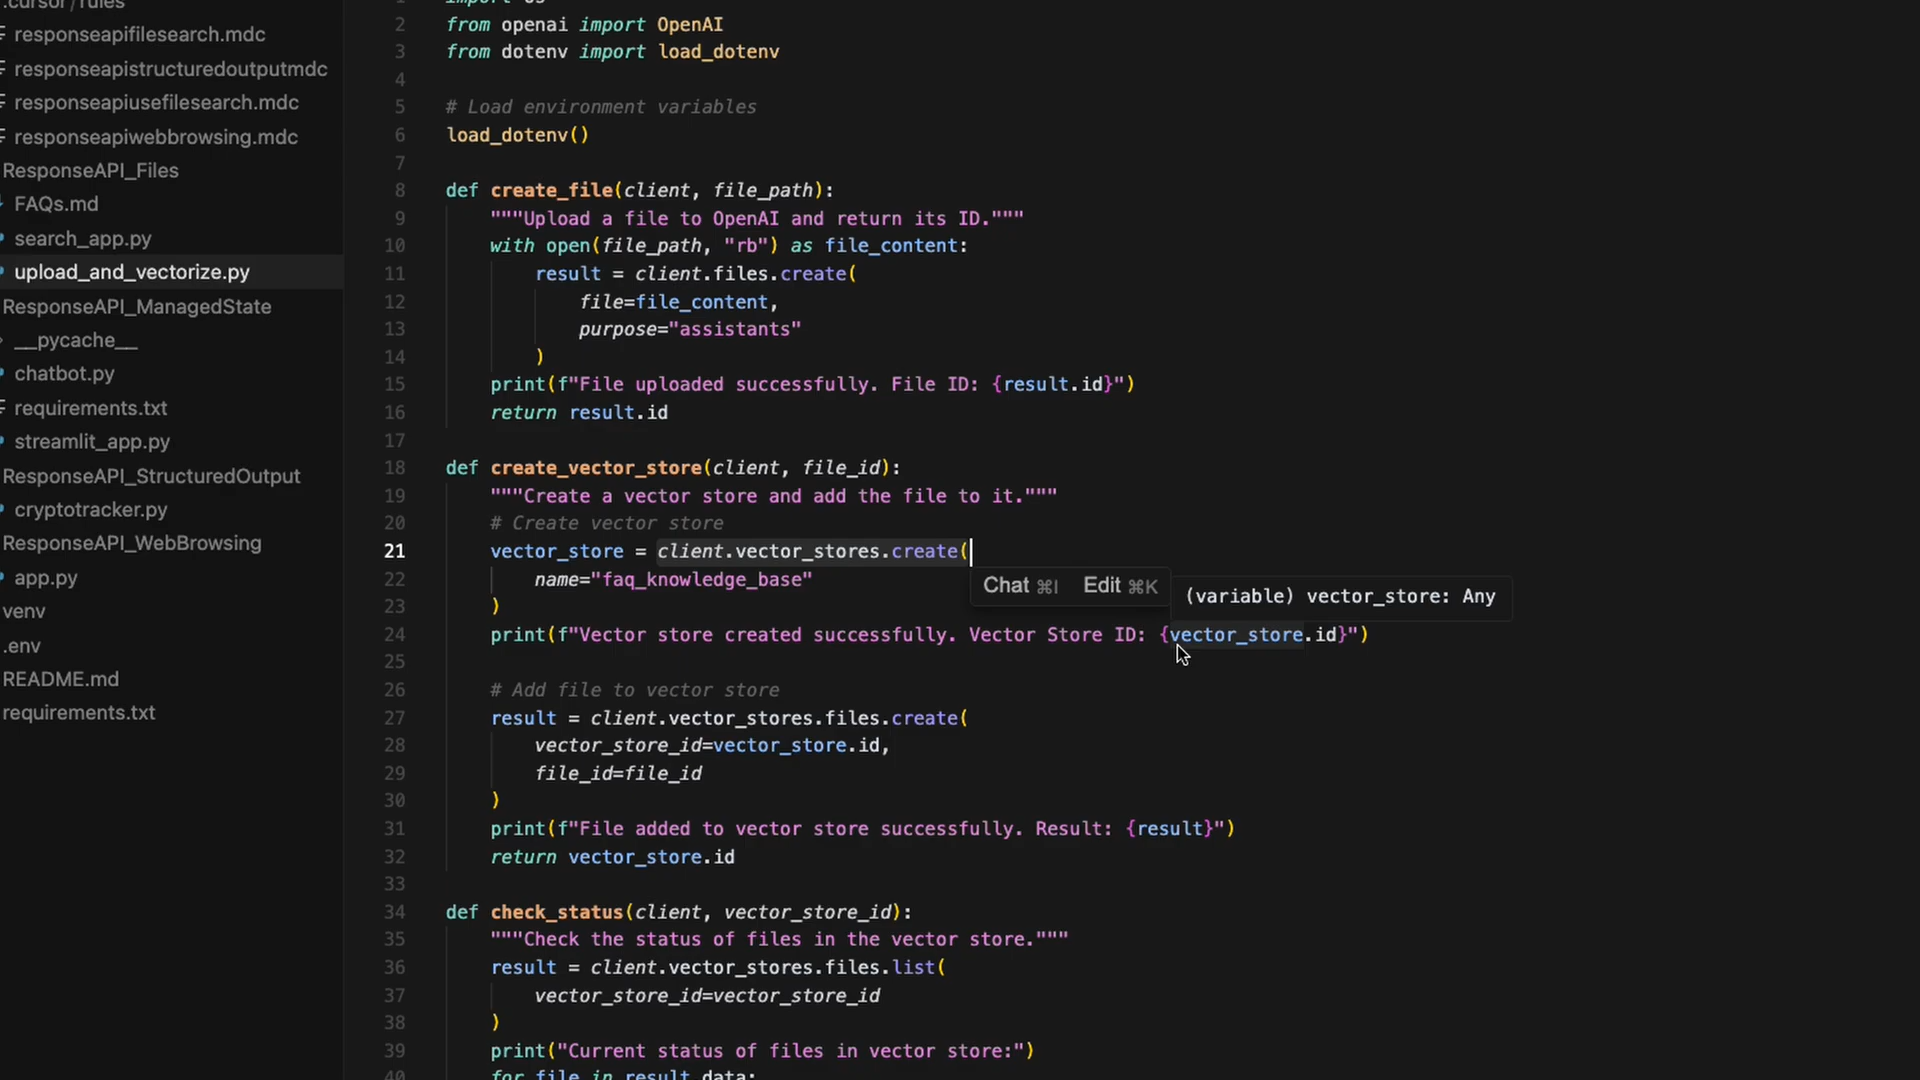 .cursor/rules
responseapifilesearch.mdc
responseapistructuredoutputmdc
responseapiusefilesearch.mdc
responseapiwebbrowsing.mdc
ResponseAPI_Files
FAQs.md
search_app.py
upload_and_vectorize.py
ResponseAPI_ManagedState
__pycache__
chatbot.py
requirements.txt
streamlit_app.py
ResponseAPI_StructuredOutput
cryptotracker.py
ResponseAPI_WebBrowsing
app.py
venv
.env
README.md
requirements.txt
1 import os
2 from openai import OpenAI
3 from dotenv import load_dotenv
4
5 # Load environment variables
6 load_dotenv()
7
8 def create_file(client, file_path):
9 """Upload a file to OpenAI and return its ID."""
10 with open(file_path, "rb") as file_content:
11 result = client.files.create(
12 file=file_content,
13 purpose="assistants"
14 )
15 print(f"File uploaded successfully. File ID: {result.id}")
16 return result.id
17
18 def create_vector_store(client, file_id):
19 """Create a vector store and add the file to it."""
20 # Create vector store
21 vector_store = client.vector_stores.create(
22 name="faq_knowledge_base"
Chat ⌘I Edit ⌘K
(variable) vector_store: Any
23 )
24 print(f"Vector store created successfully. Vector Store ID: {vector_store.id}")
25
26 # Add file to vector store
27 result = client.vector_stores.files.create(
28 vector_store_id=vector_store.id,
29 file_id=file_id
30 )
31 print(f"File added to vector store successfully. Result: {result}")
32 return vector_store.id
33
34 def check_status(client, vector_store_id):
35 """Check the status of files in the vector store."""
36 result = client.vector_stores.files.list(
37 vector_store_id=vector_store_id
38 )
39 print("Current status of files in vector store:")
40 for file in result.data: